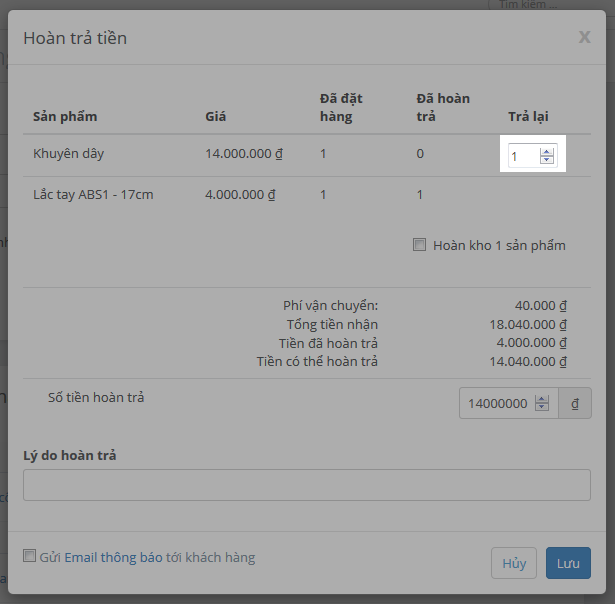 Tìm kiếm ...
Hoàn trả tiền
X
Sản phẩm Giá Đã đặt hàng Đã hoàn trả Trả lại
Khuyên dây 14.000.000 ₫ 1 0 1
Lắc tay ABS1 - 17cm 4.000.000 ₫ 1 1
Hoàn kho 1 sản phẩm
Phí vận chuyển: 40.000 ₫
Tổng tiền nhận 18.040.000 ₫
Tiền đã hoàn trả 4.000.000 ₫
Tiền có thể hoàn trả 14.040.000 ₫
Số tiền hoàn trả 14000000 ₫
Lý do hoàn trả
Gửi Email thông báo tới khách hàng
Hủy Lưu